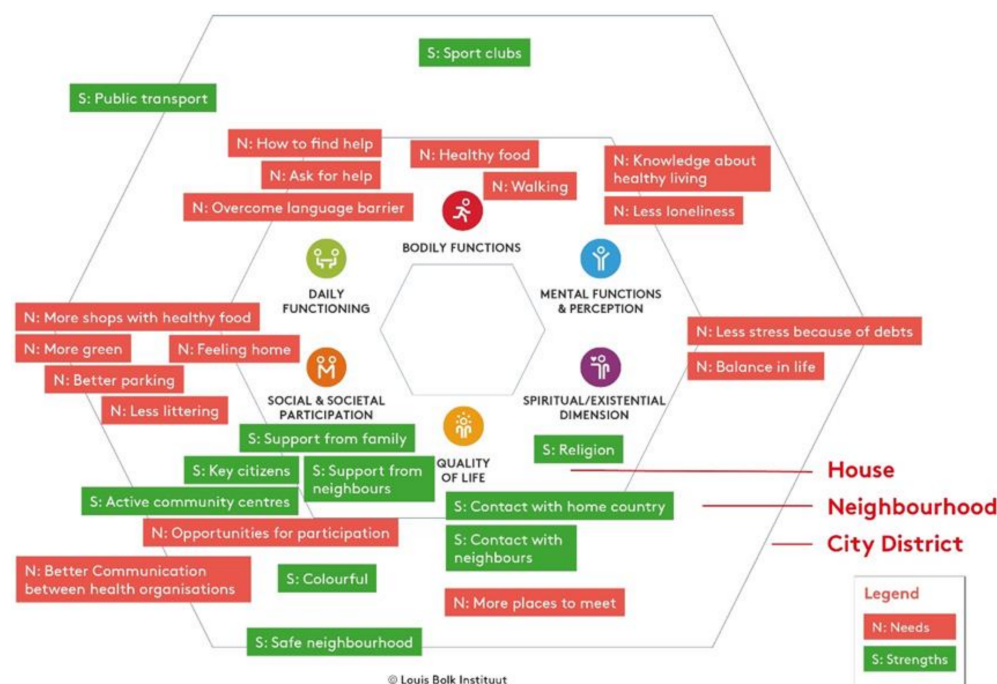 S: Sport clubs
S: Public transport
N: How to find help
N: Ask for help
N: Overcome language barrier
N: Healthy food
N: Walking
N: Knowledge about
healthy living
N: Less loneliness
BODILY FUNCTIONS
DAILY
FUNCTIONING
MENTAL FUNCTIONS
& PERCEPTION
N: More shops with healthy food
N: More green
N: Feeling home
N: Better parking
N: Less littering
N: Less stress because of debts
N: Balance in life
SOCIAL & SOCIETAL
PARTICIPATION
SPIRITUAL/EXISTENTIAL
DIMENSION
S: Support from family
S: Key citizens
S: Support from
neighbours
S: Active community centres
QUALITY
OF LIFE
S: Religion
S: Contact with home country
S: Contact with
neighbours
N: Opportunities for participation
N: Better Communication
between health organisations
S: Colourful
N: More places to meet
S: Safe neighbourhood
House
Neighbourhood
City District
Legend
N: Needs
S: Strengths
© Louis Bolk Instituut